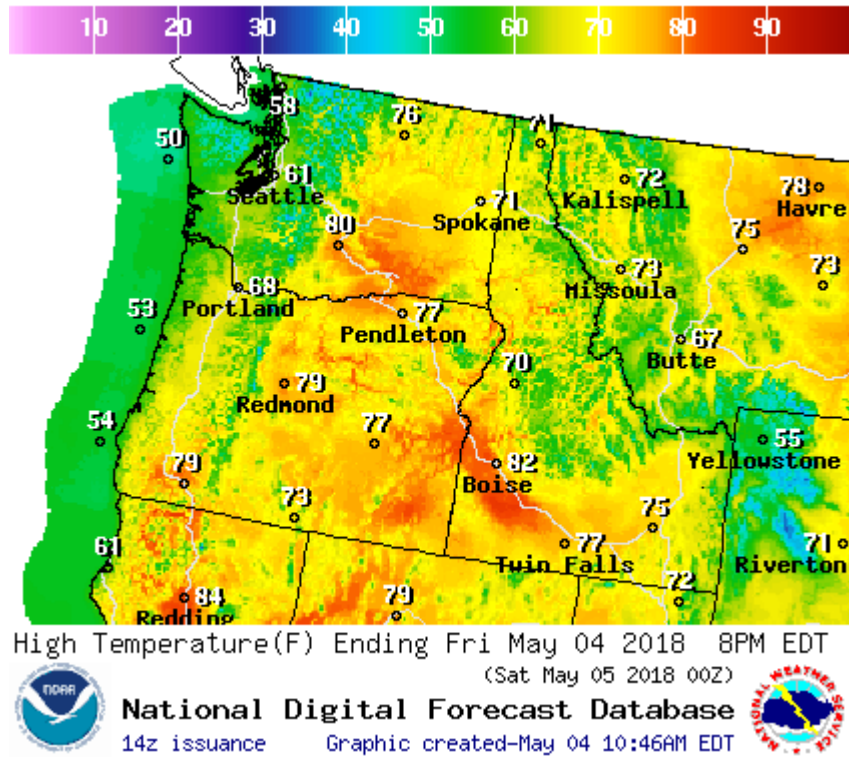 10 20 30 40 50 60 70 80 90
58
76
50
71
61
Seattle
71
Spokane
72
Kalispell
78
Havre
80
75
73
Missoula
73
68
Portland
77
Pendleton
53
67
Butte
70
79
Redmond
54
77
55
Yellowstone
79
82
Boise
73
75
77
Twin Falls
71
Riverton
61
84
Redding
79
72
High Temperature(F) Ending Fri May 04 2018 8PM EDT
(Sat May 05 2018 00Z)
National Digital Forecast Database
14z issuance Graphic created-May 04 10:46AM EDT
NOAA
NATIONAL WEATHER SERVICE